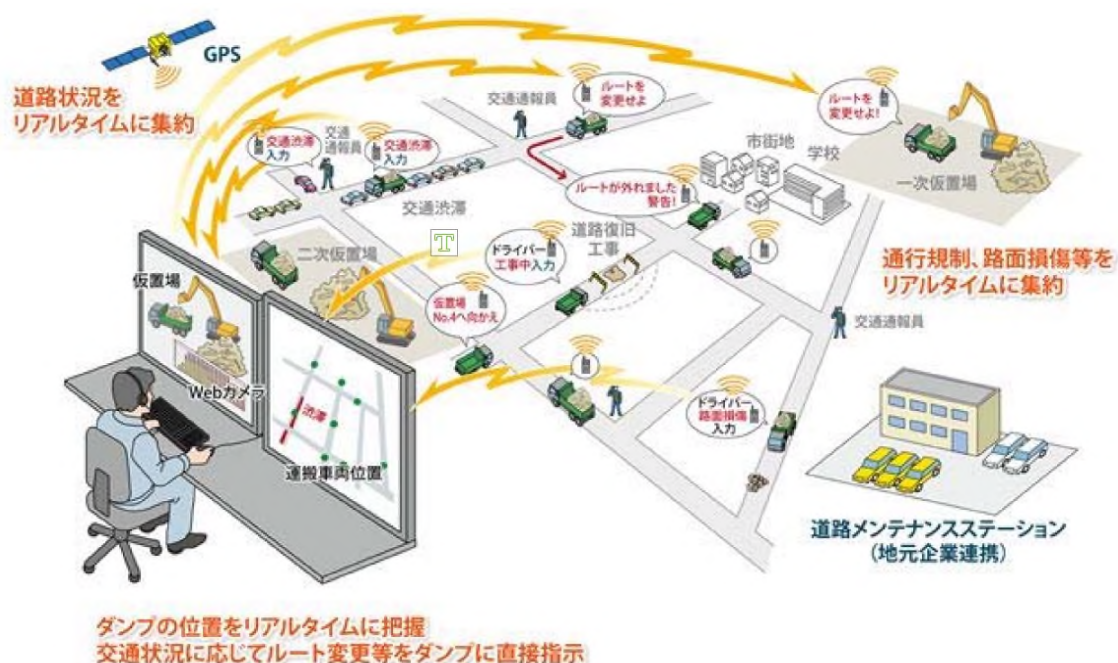 GPS
道路状況を
リアルタイムに集約
交通通報員
ルートを
変更せよ
ルートを
変更せよ!
交通渋滞
入力
交通
通報員
交通渋滞
入力
市街地
学校
一次仮置場
交通渋滞
ルートが外れました
警告!
T
二次仮置場
ドライバー
工事中入力
道路復旧
工事
通行規制、路面損傷等を
リアルタイムに集約
仮置場
仮置場
No.4へ向かえ
交通通報員
Webカメラ
渋滞
運搬車両位置
ドライバー
路面損傷
入力
道路メンテナンスステーション
(地元企業連携)
ダンプの位置をリアルタイムに把握
交通状況に応じてルート変更等をダンプに直接指示